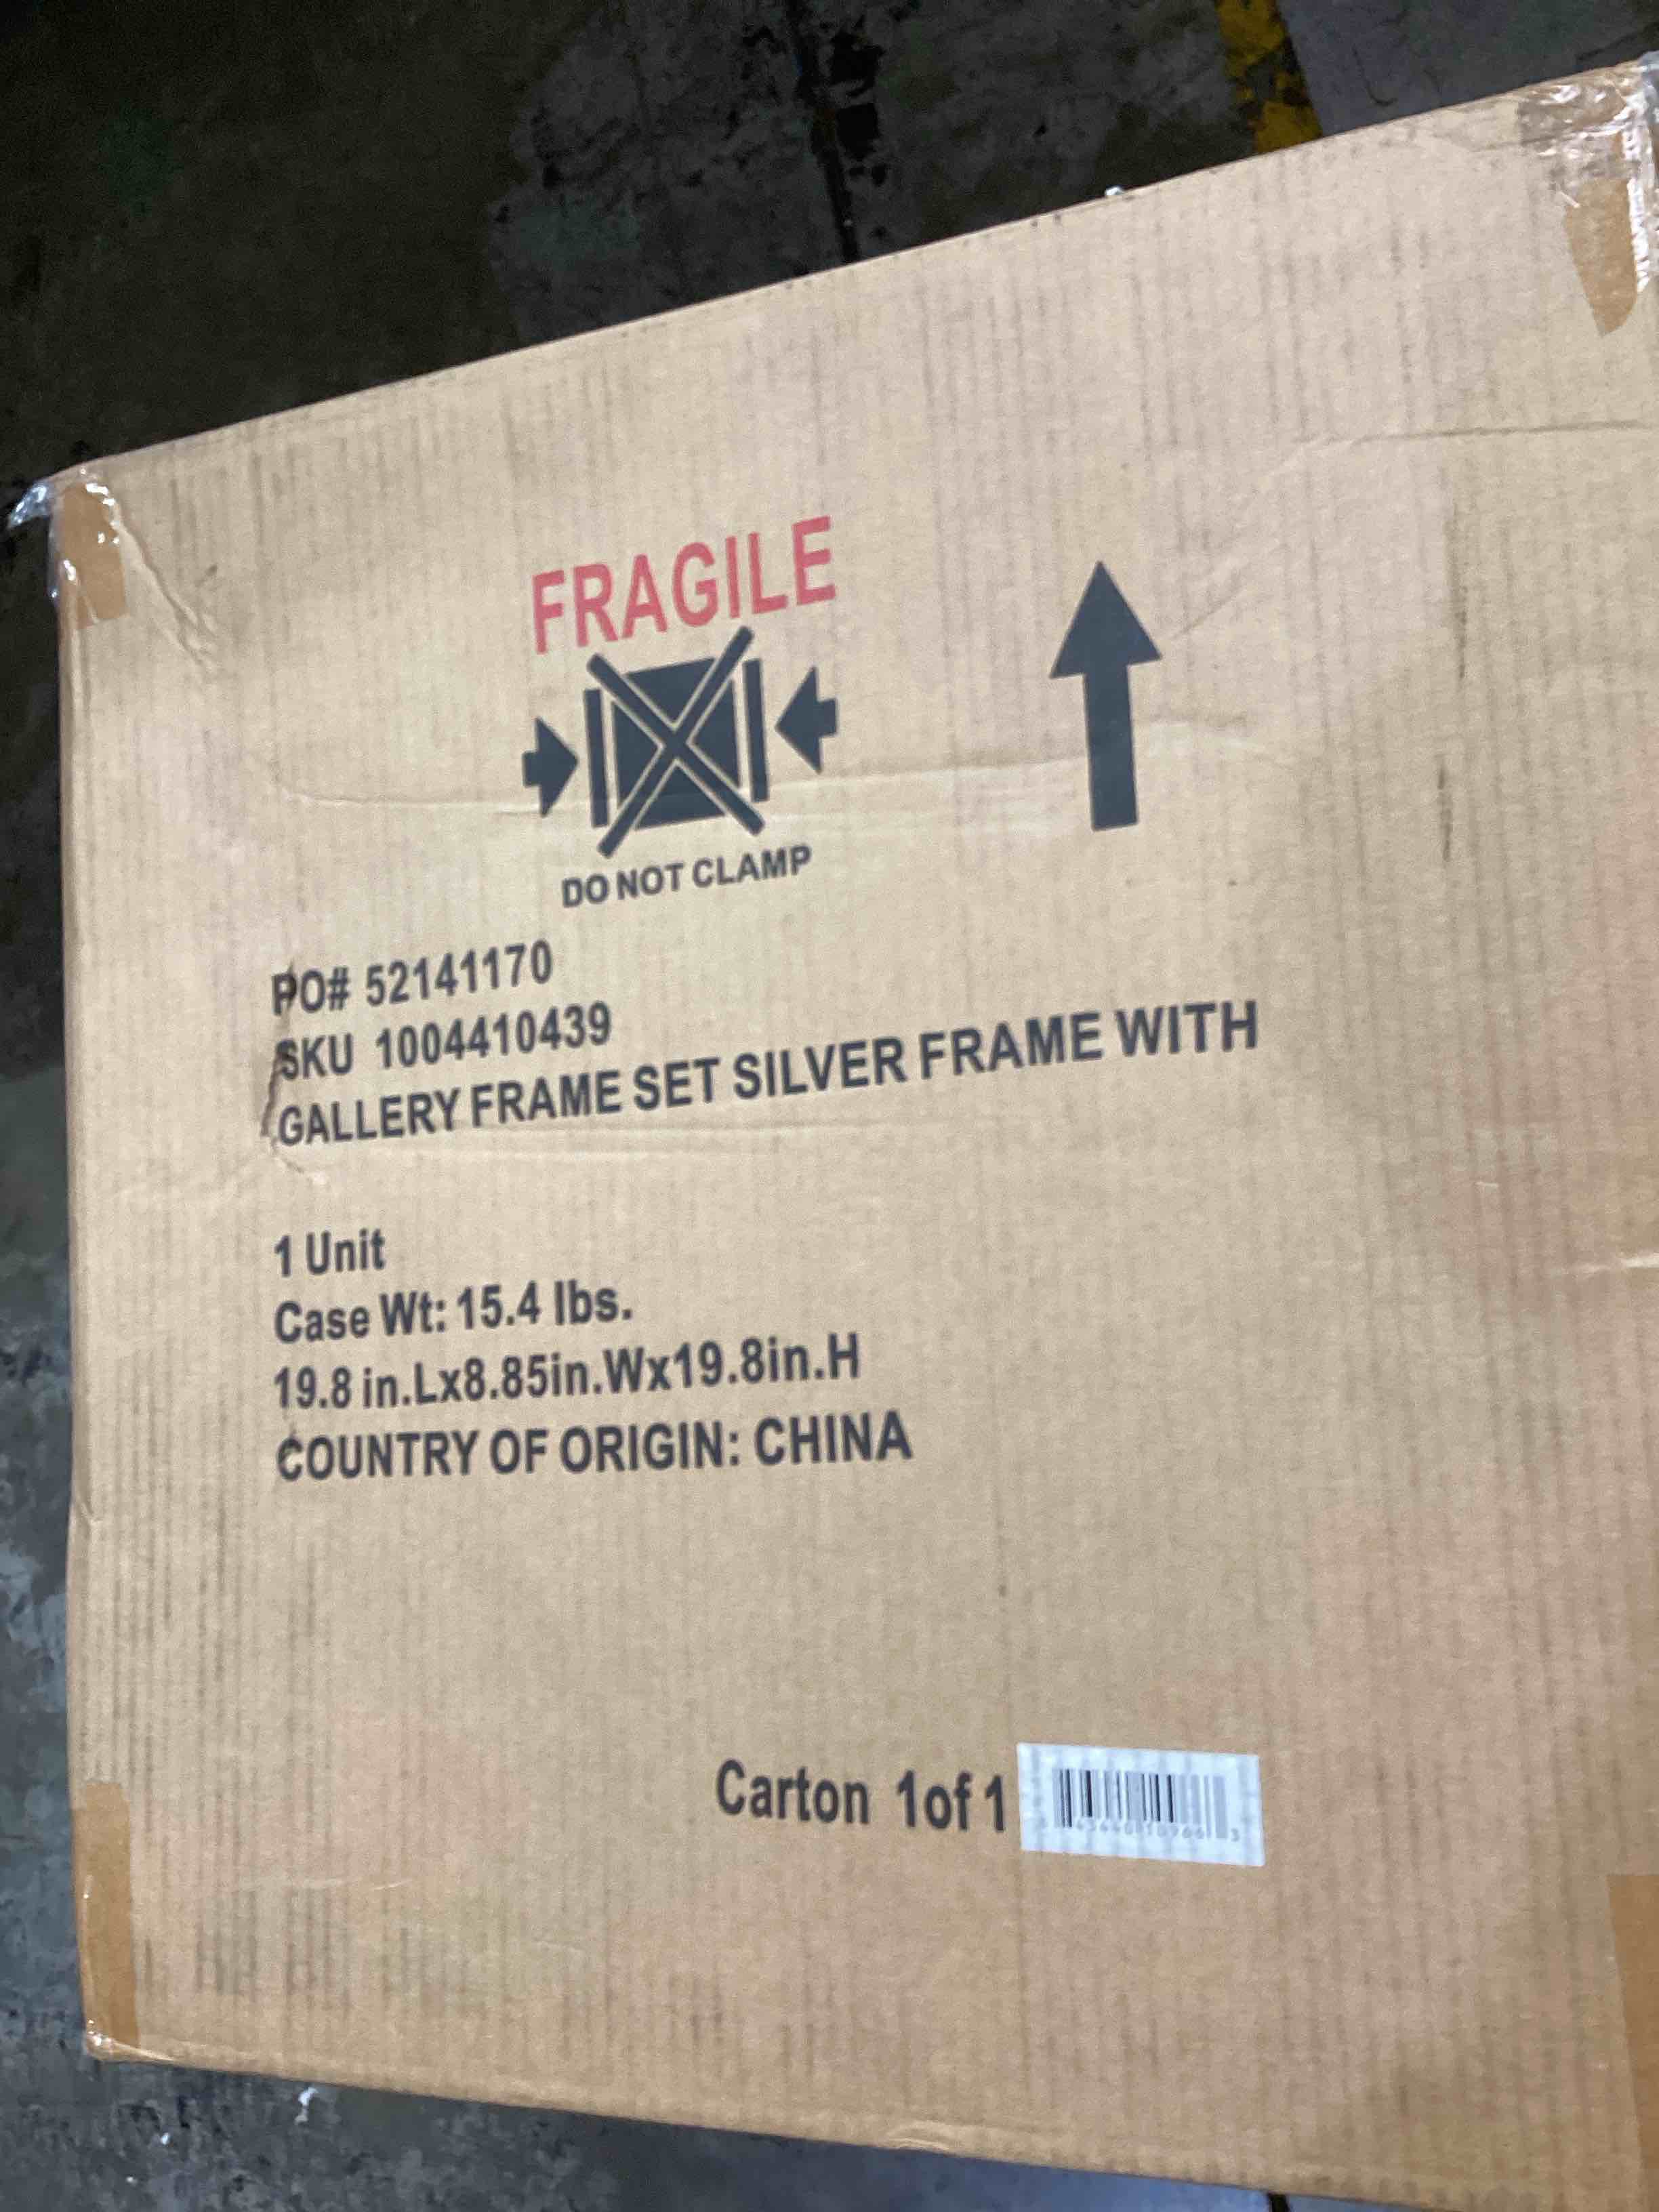 FRAGILE
DO NOT CLAMP
PO# 52141170
SKU 1004410439
GALLERY FRAME SET SILVER FRAME WITH
1 Unit
Case Wt: 15.4 lbs.
19.8 in.Lx8.85in.Wx19.8in.H
COUNTRY OF ORIGIN: CHINA
Carton 1of 1